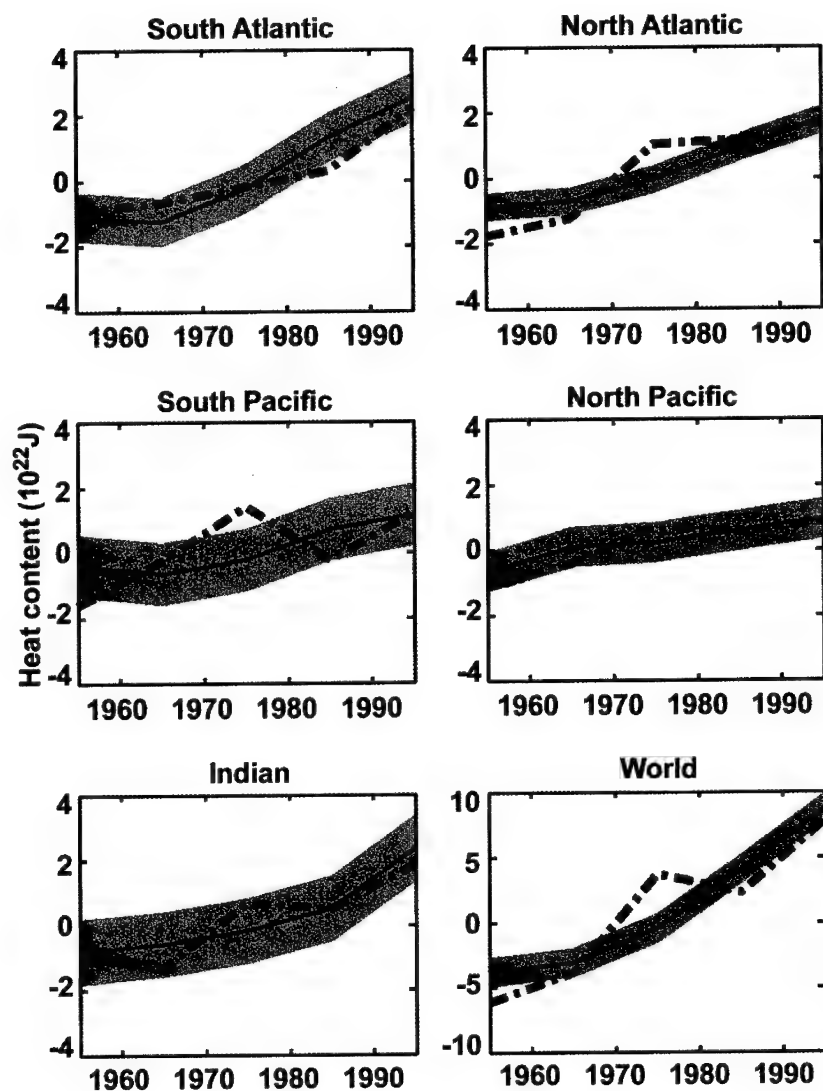 South Atlantic
North Atlantic
4
2
0
-2
-4
1960 1970 1980 1990
4
2
0
-2
-4
1960 1970 1980 1990
South Pacific
North Pacific
Heat content (10²²J)
4
2
0
-2
-4
1960 1970 1980 1990
4
2
0
-2
-4
1960 1970 1980 1990
Indian
World
4
2
0
-2
-4
1960 1970 1980 1990
10
5
0
-5
-10
1960 1970 1980 1990